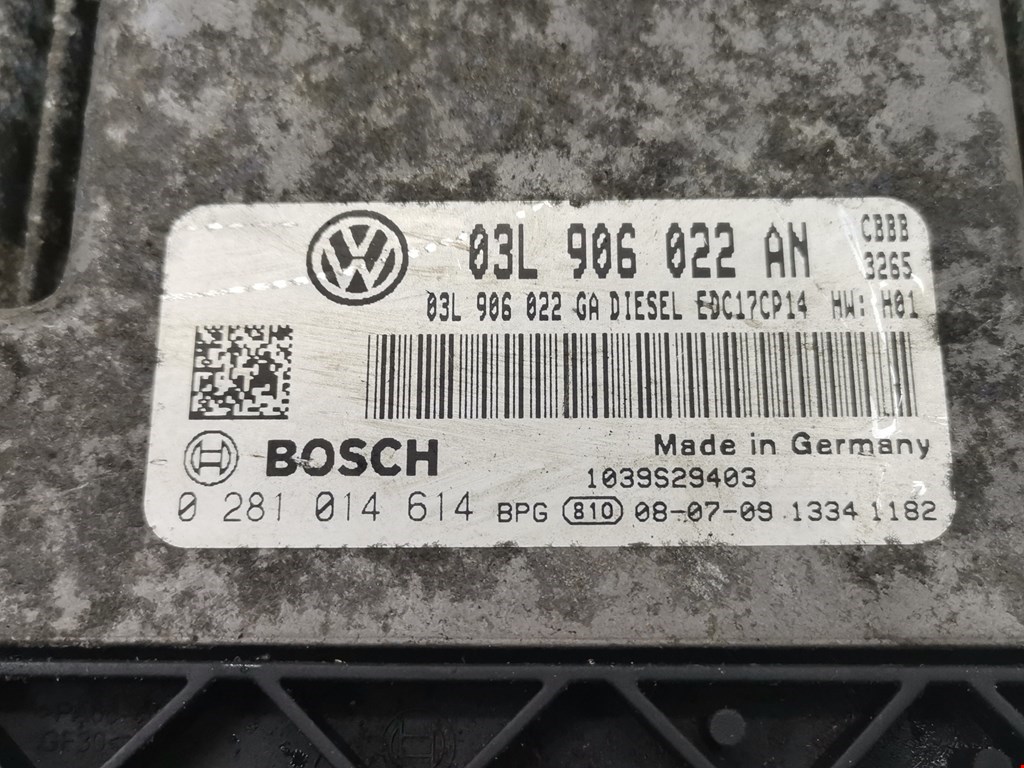 03L 906 022 AN CBBB
3265
03L 906 022 GA DIESEL EDC17CP14 HW: H01
BOSCH
Made in Germany
1039S29403
0 281 014 614 BPG 810 08-07-09 1334 1182